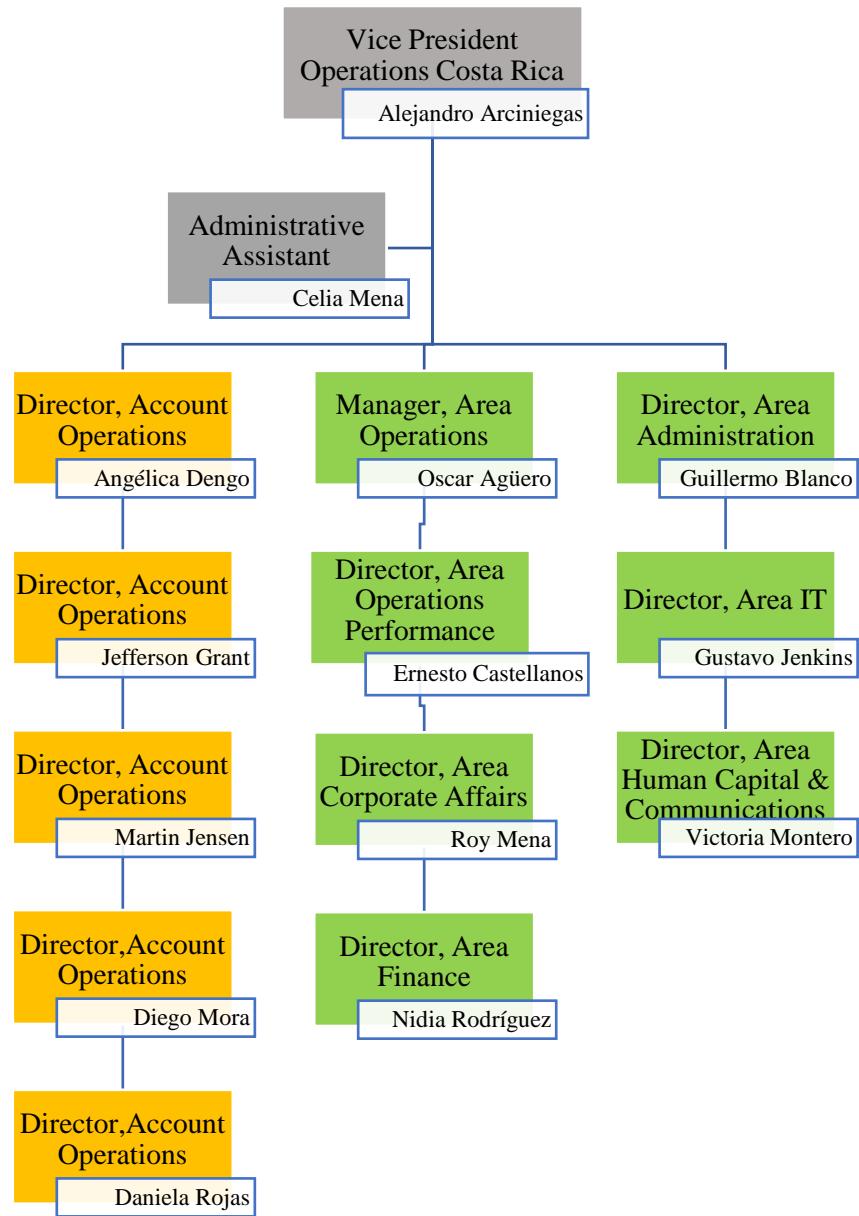 Vice President
Operations Costa Rica
Alejandro Arciniegas
Administrative
Assistant
Celia Mena
Director, Account
Operations
Angélica Dengo
Director, Account
Operations
Jefferson Grant
Director, Account
Operations
Martin Jensen
Director,Account
Operations
Diego Mora
Director,Account
Operations
Daniela Rojas
Manager, Area
Operations
Oscar Agüero
Director, Area
Operations
Performance
Ernesto Castellanos
Director, Area
Corporate Affairs
Roy Mena
Director, Area
Finance
Nidia Rodríguez
Director, Area
Administration
Guillermo Blanco
Director, Area IT
Gustavo Jenkins
Director, Area
Human Capital &
Communications
Victoria Montero